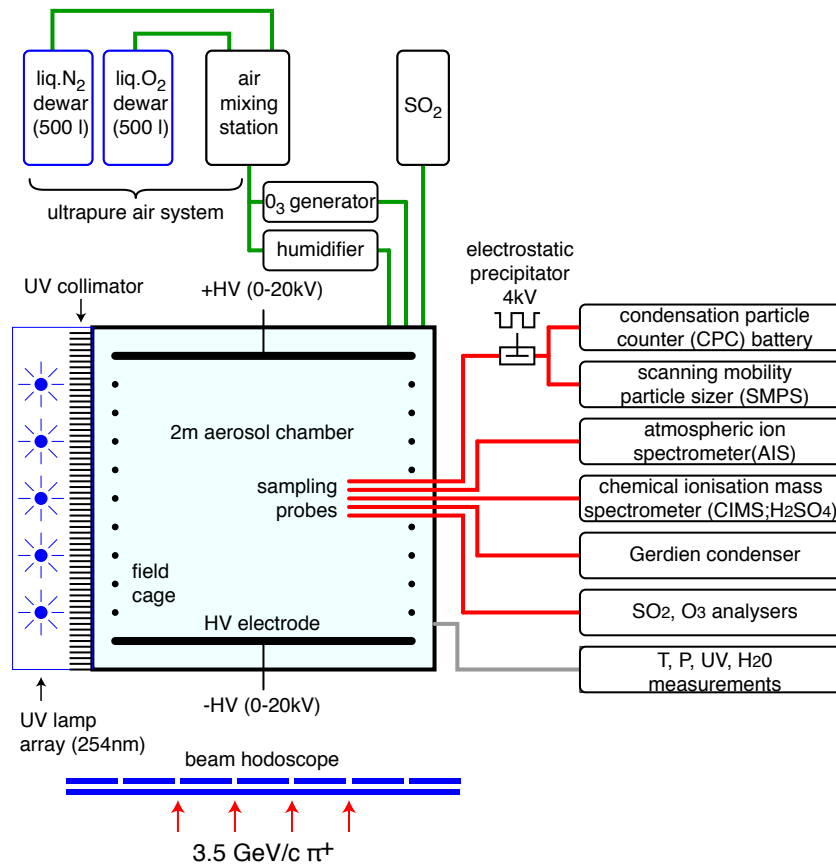 liq.N2
dewar
(500 l)
liq.O2
dewar
(500 l)
air
mixing
station
SO2
ultrapure air system
03 generator
humidifier
electrostatic
precipitator
4kV
UV collimator
+HV (0-20kV)
condensation particle
counter (CPC) battery
scanning mobility
particle sizer (SMPS)
2m aerosol chamber
atmospheric ion
spectrometer(AIS)
sampling
probes
chemical ionisation mass
spectrometer (CIMS;H2SO4)
Gerdien condenser
field
cage
SO2, O3 analysers
HV electrode
T, P, UV, H20
measurements
-HV (0-20kV)
UV lamp
array (254nm)
beam hodoscope
3.5 GeV/c π+